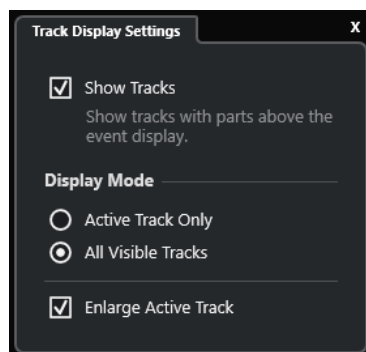 Track Display Settings
x
Show Tracks
Show tracks with parts above the
event display.
Display Mode
Active Track Only
All Visible Tracks
Enlarge Active Track